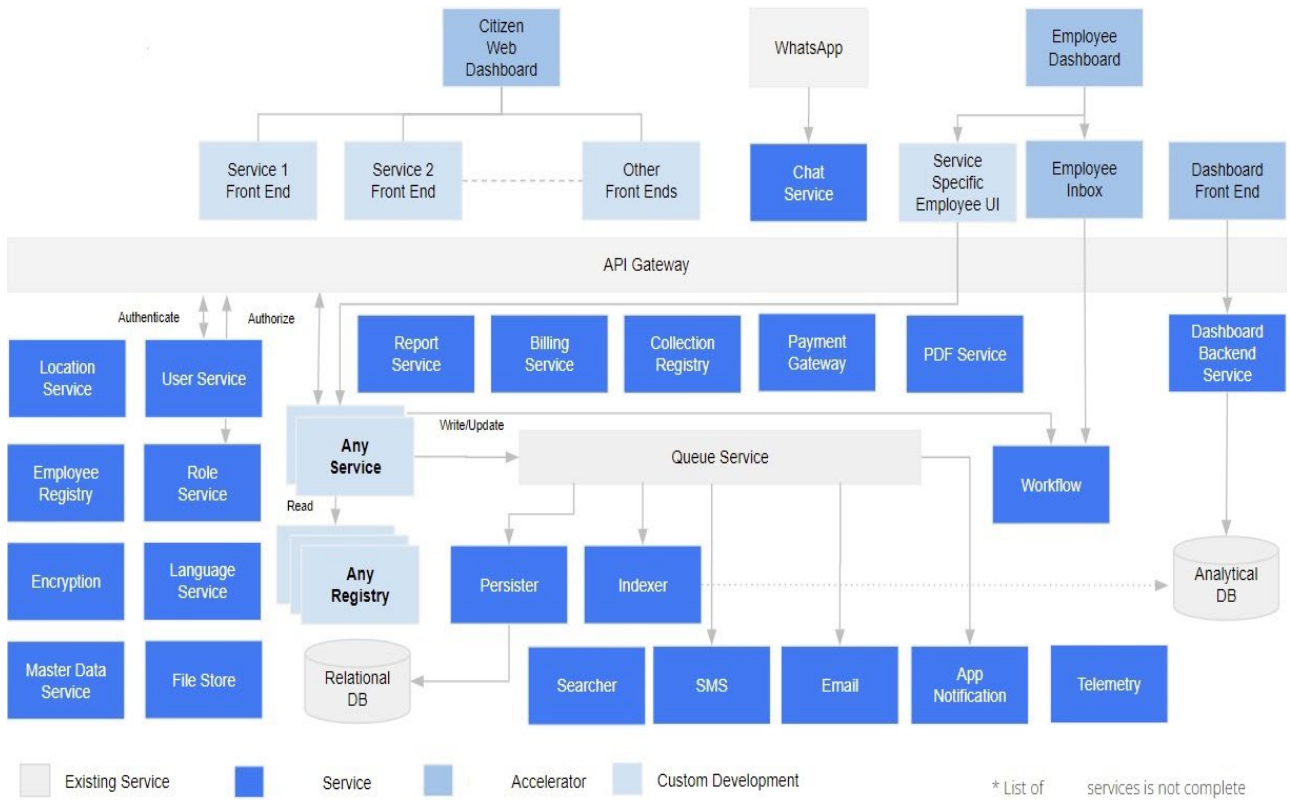 Citizen
Web
Dashboard
WhatsApp
Employee
Dashboard
Service 1
Front End
Service 2
Front End
Other
Front Ends
Chat
Service
Service
Specific
Employee UI
Employee
Inbox
Dashboard
Front End
API Gateway
Authenticate
Authorize
Location
Service
User Service
Report
Service
Billing
Service
Collection
Registry
Payment
Gateway
PDF Service
Dashboard
Backend
Service
Any
Service
Write/Update
Queue Service
Employee
Registry
Role
Service
Workflow
Read
Encryption
Language
Service
Any
Registry
Persister
Indexer
Analytical
DB
Master Data
Service
File Store
Relational
DB
Searcher
SMS
Email
App
Notification
Telemetry
Existing Service
Service
Accelerator
Custom Development
* List of services is not complete